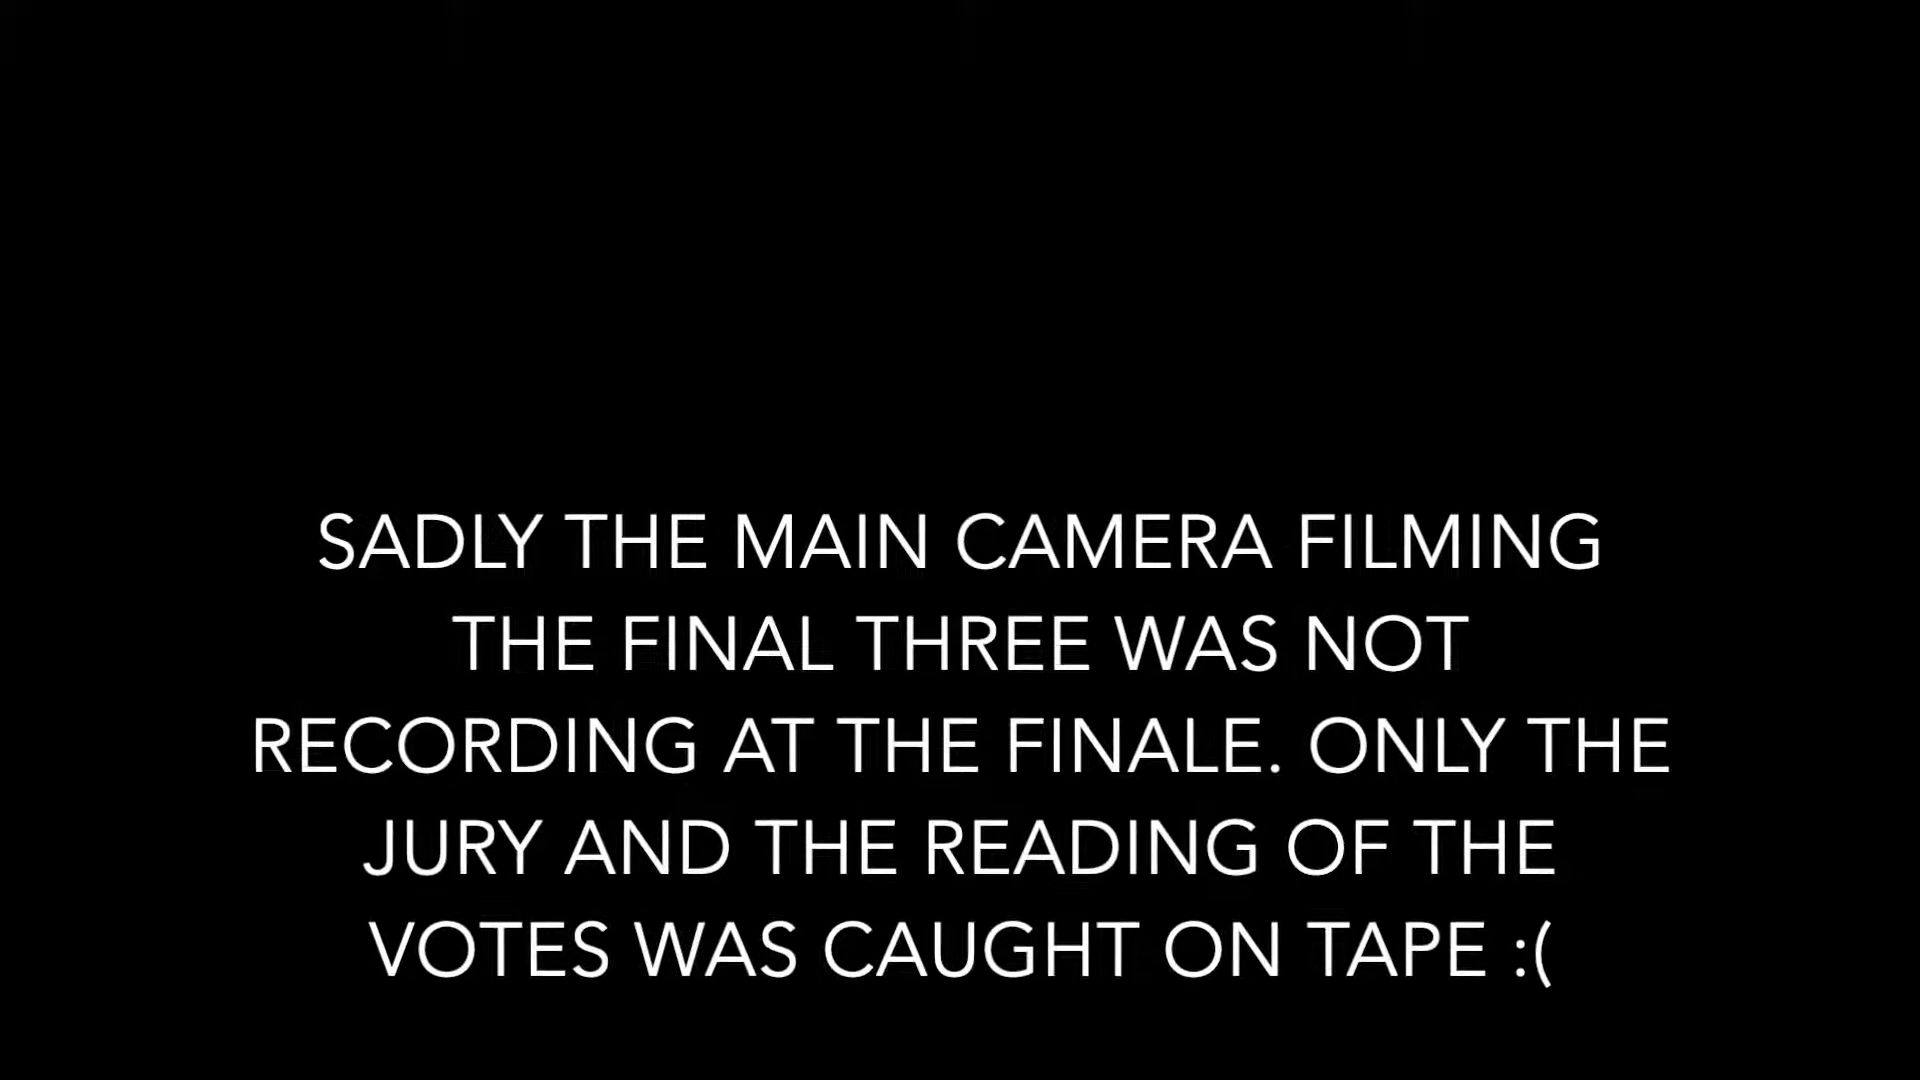 SADLY THE MAIN CAMERA FILMING
THE FINAL THREE WAS NOT
RECORDING AT THE FINALE. ONLY THE
JURY AND THE READING OF THE
VOTES WAS CAUGHT ON TAPE :(